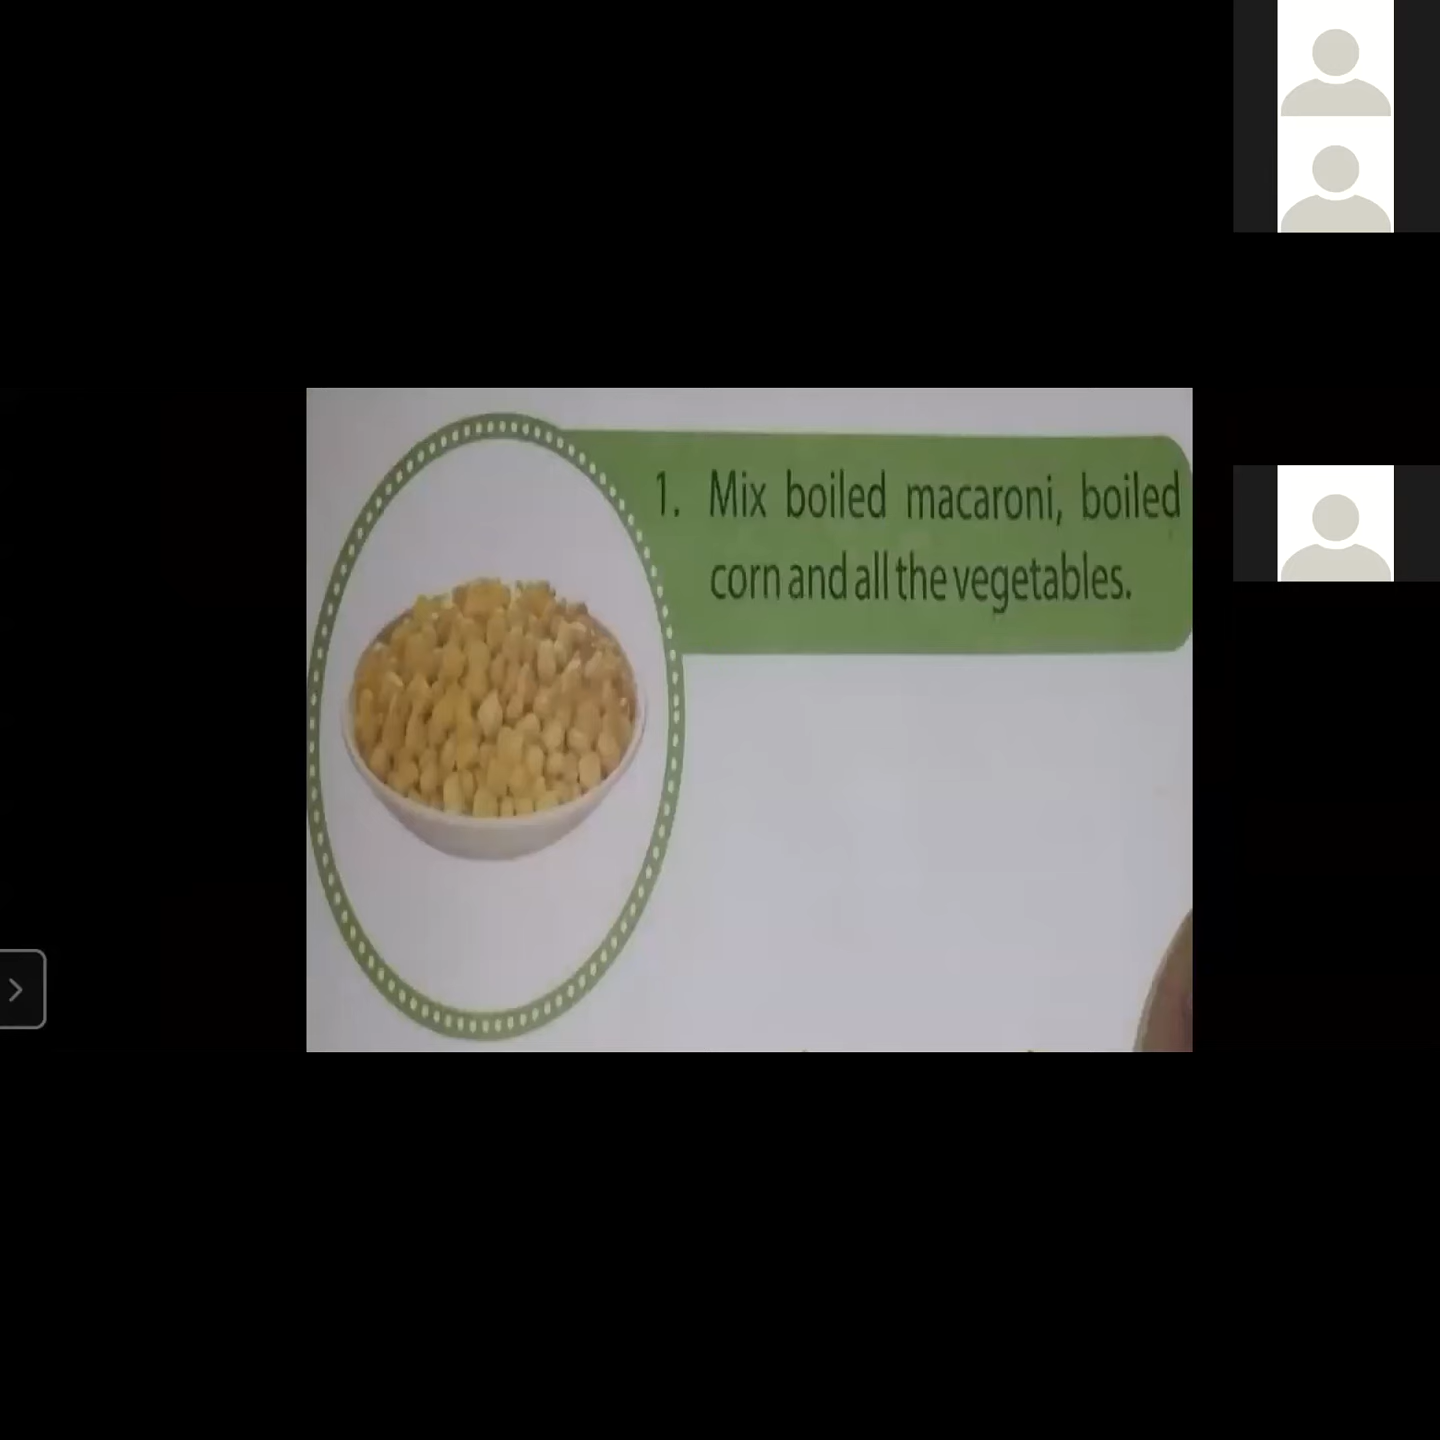 1. Mix boiled macaroni, boiled
corn and all the vegetables.